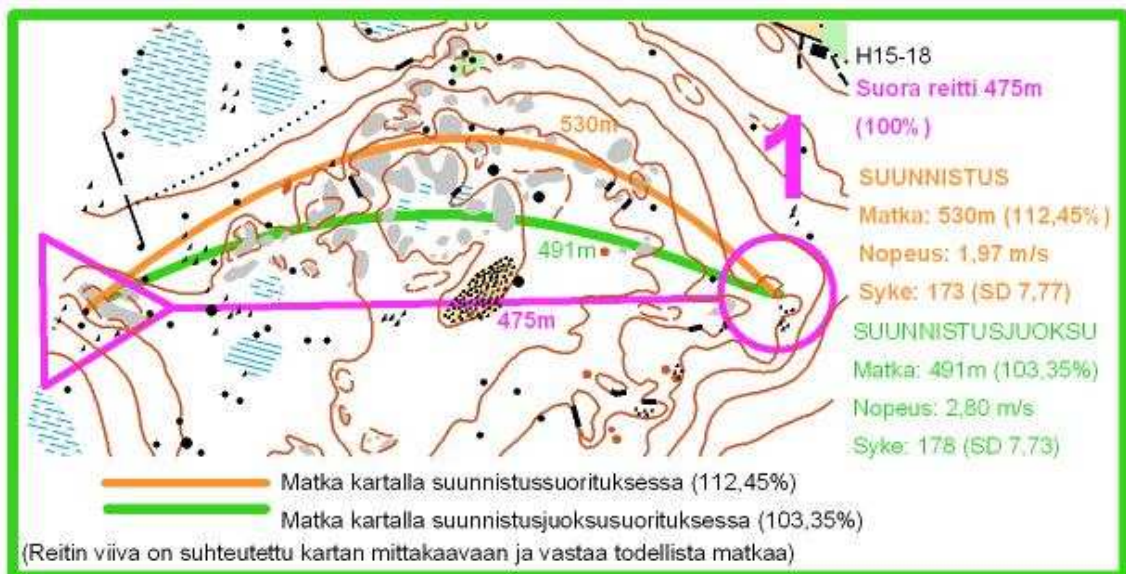 H15-18
Suora reitti 475m
(100%)
1
530m
SUUNNISTUS
Matka: 530m (112,45%)
Nopeus: 1,97 m/s
491m
Syke: 173 (SD 7,77)
475m
SUUNNISTUSJUOKSU
Matka: 491m (103,35%)
Nopeus: 2,80 m/s
Syke: 178 (SD 7,73)
Matka kartalla suunnistussuorituksessa (112,45%)
Matka kartalla suunnistusjuoksusuorituksessa (103,35%)
(Reitin viiva on suhteutettu kartan mittakaavaan ja vastaa todellista matkaa)